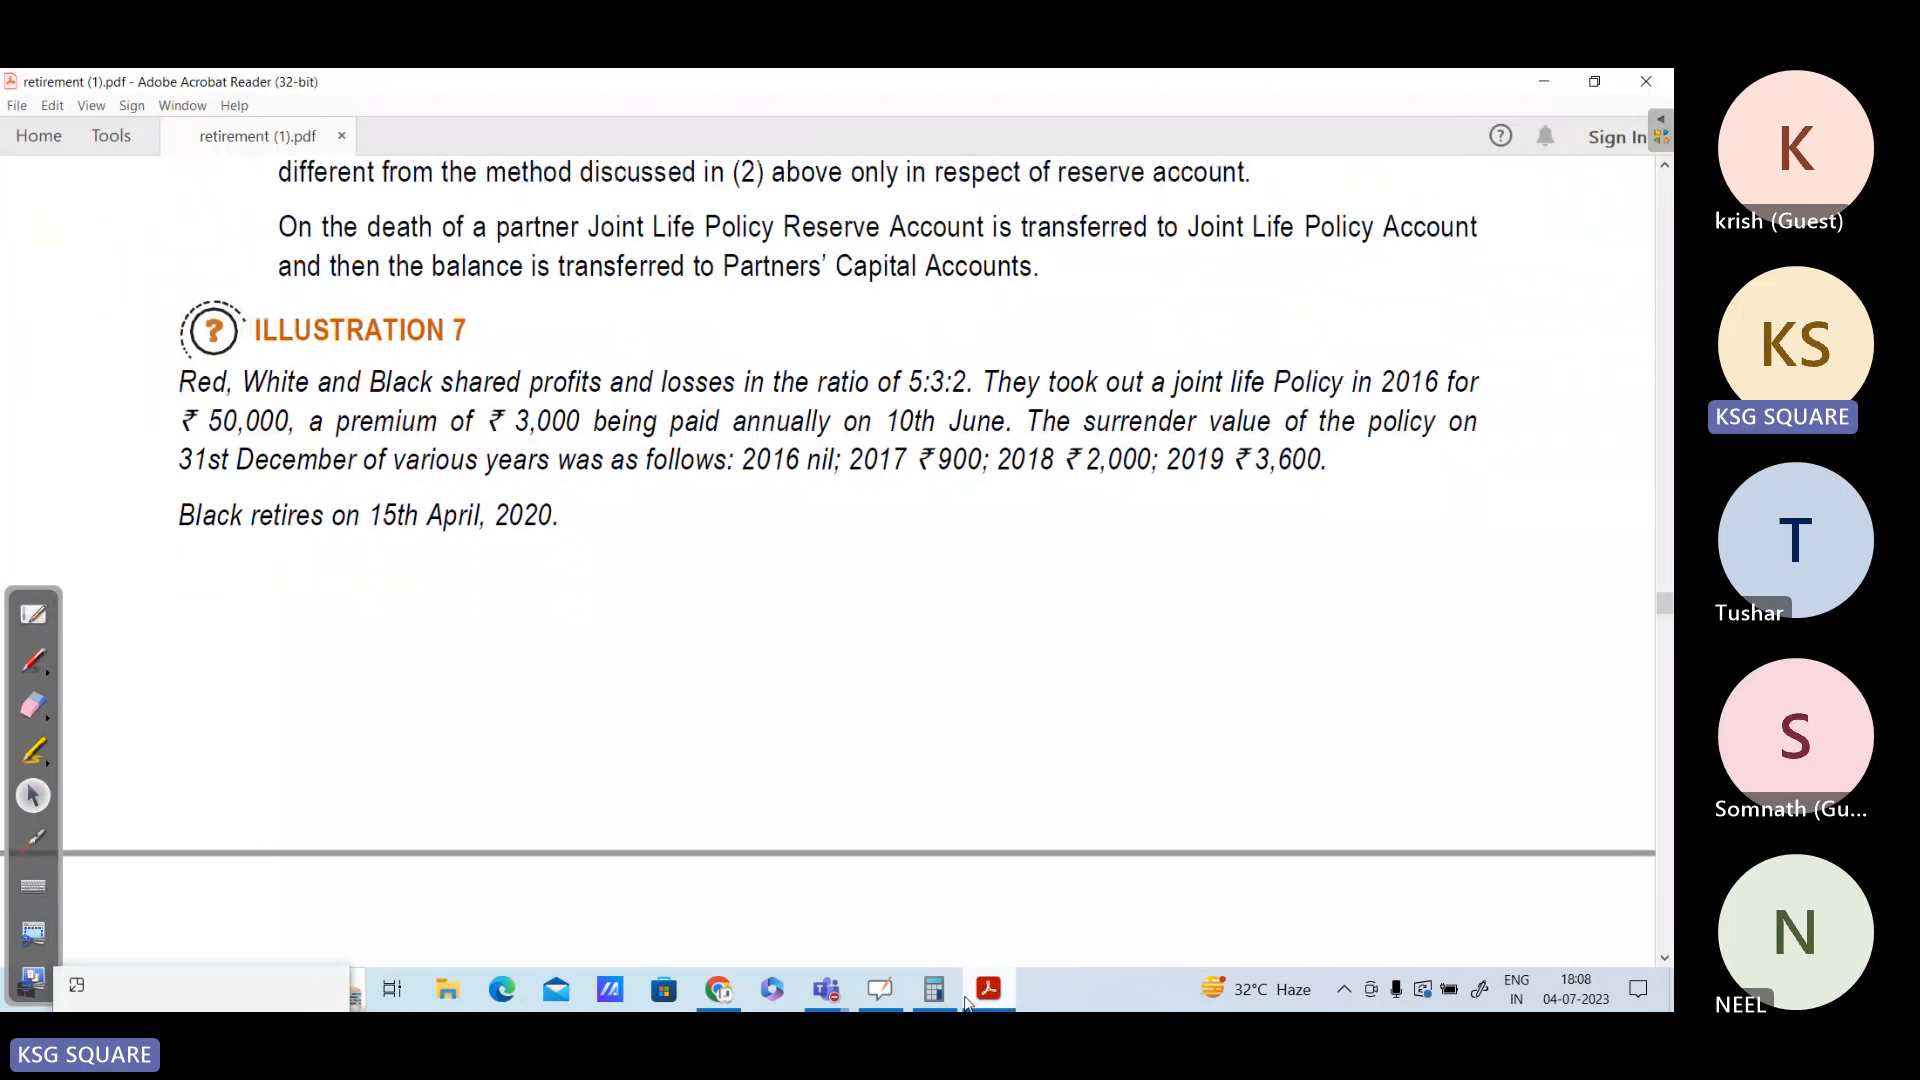 retirement (1).pdf - Adobe Acrobat Reader (32-bit)
File Edit View Sign Window Help
Home Tools retirement (1).pdf × ? Sign In
different from the method discussed in (2) above only in respect of reserve account.
On the death of a partner Joint Life Policy Reserve Account is transferred to Joint Life Policy Account
and then the balance is transferred to Partners’ Capital Accounts.
? ILLUSTRATION 7
Red, White and Black shared profits and losses in the ratio of 5:3:2. They took out a joint life Policy in 2016 for
₹ 50,000, a premium of ₹ 3,000 being paid annually on 10th June. The surrender value of the policy on
31st December of various years was as follows: 2016 nil; 2017 ₹ 900; 2018 ₹ 2,000; 2019 ₹ 3,600.
Black retires on 15th April, 2020.
32°C Haze
ENG
IN
18:08
04-07-2023
K
krish (Guest)
KS
KSG SQUARE
T
Tushar
S
Somnath (Gu...
N
NEEL
KSG SQUARE